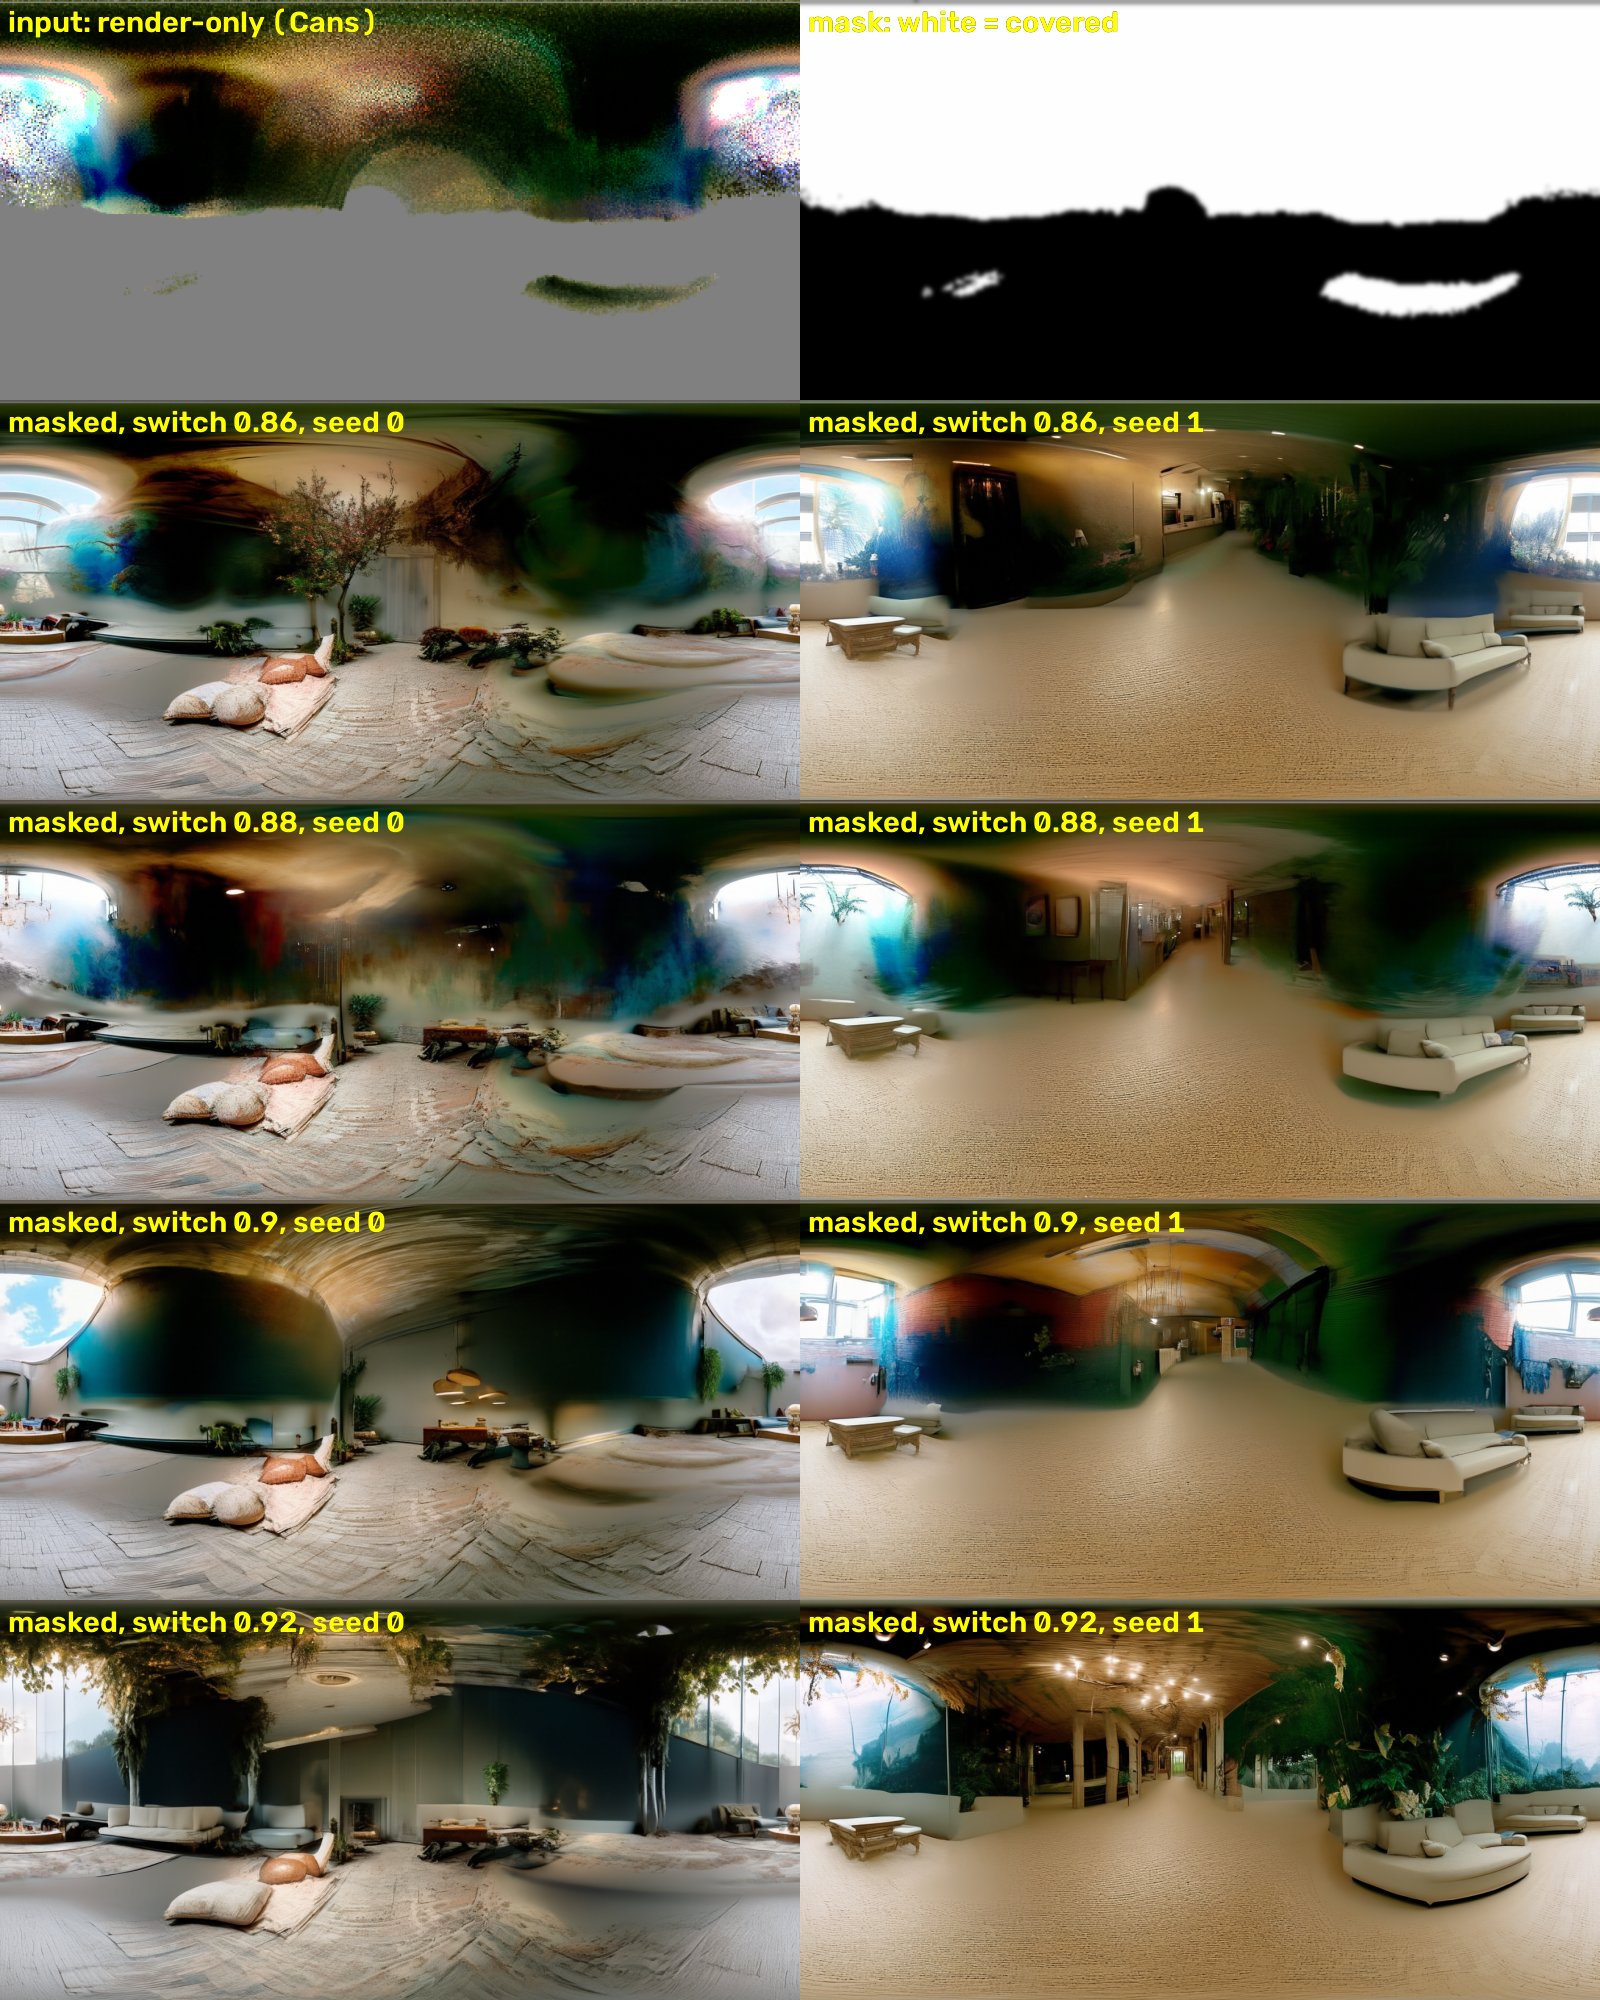 input: render-only (Cans)
mask: white = covered
masked, switch 0.86, seed 0
masked, switch 0.86, seed 1
masked, switch 0.88, seed 0
masked, switch 0.88, seed 1
masked, switch 0.9, seed 0
masked, switch 0.9, seed 1
masked, switch 0.92, seed 0
masked, switch 0.92, seed 1